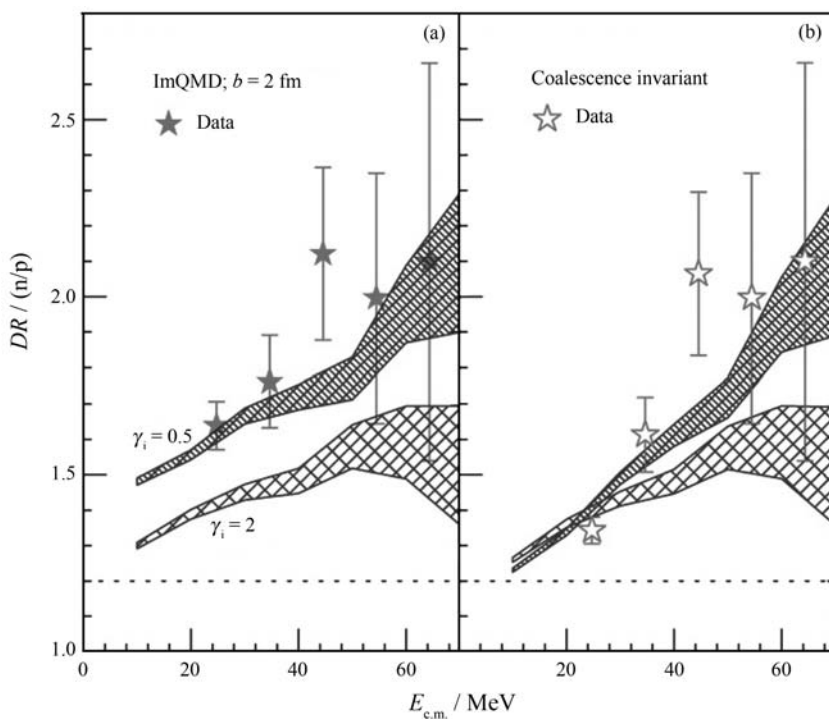 (a)
ImQMD; b = 2 fm
Data
(b)
Coalescence invariant
Data
DR / (n/p)
2.5
2.0
1.5
1.0
γi = 0.5
γi = 2
0 20 40 60 20 40 60
Ec.m. / MeV